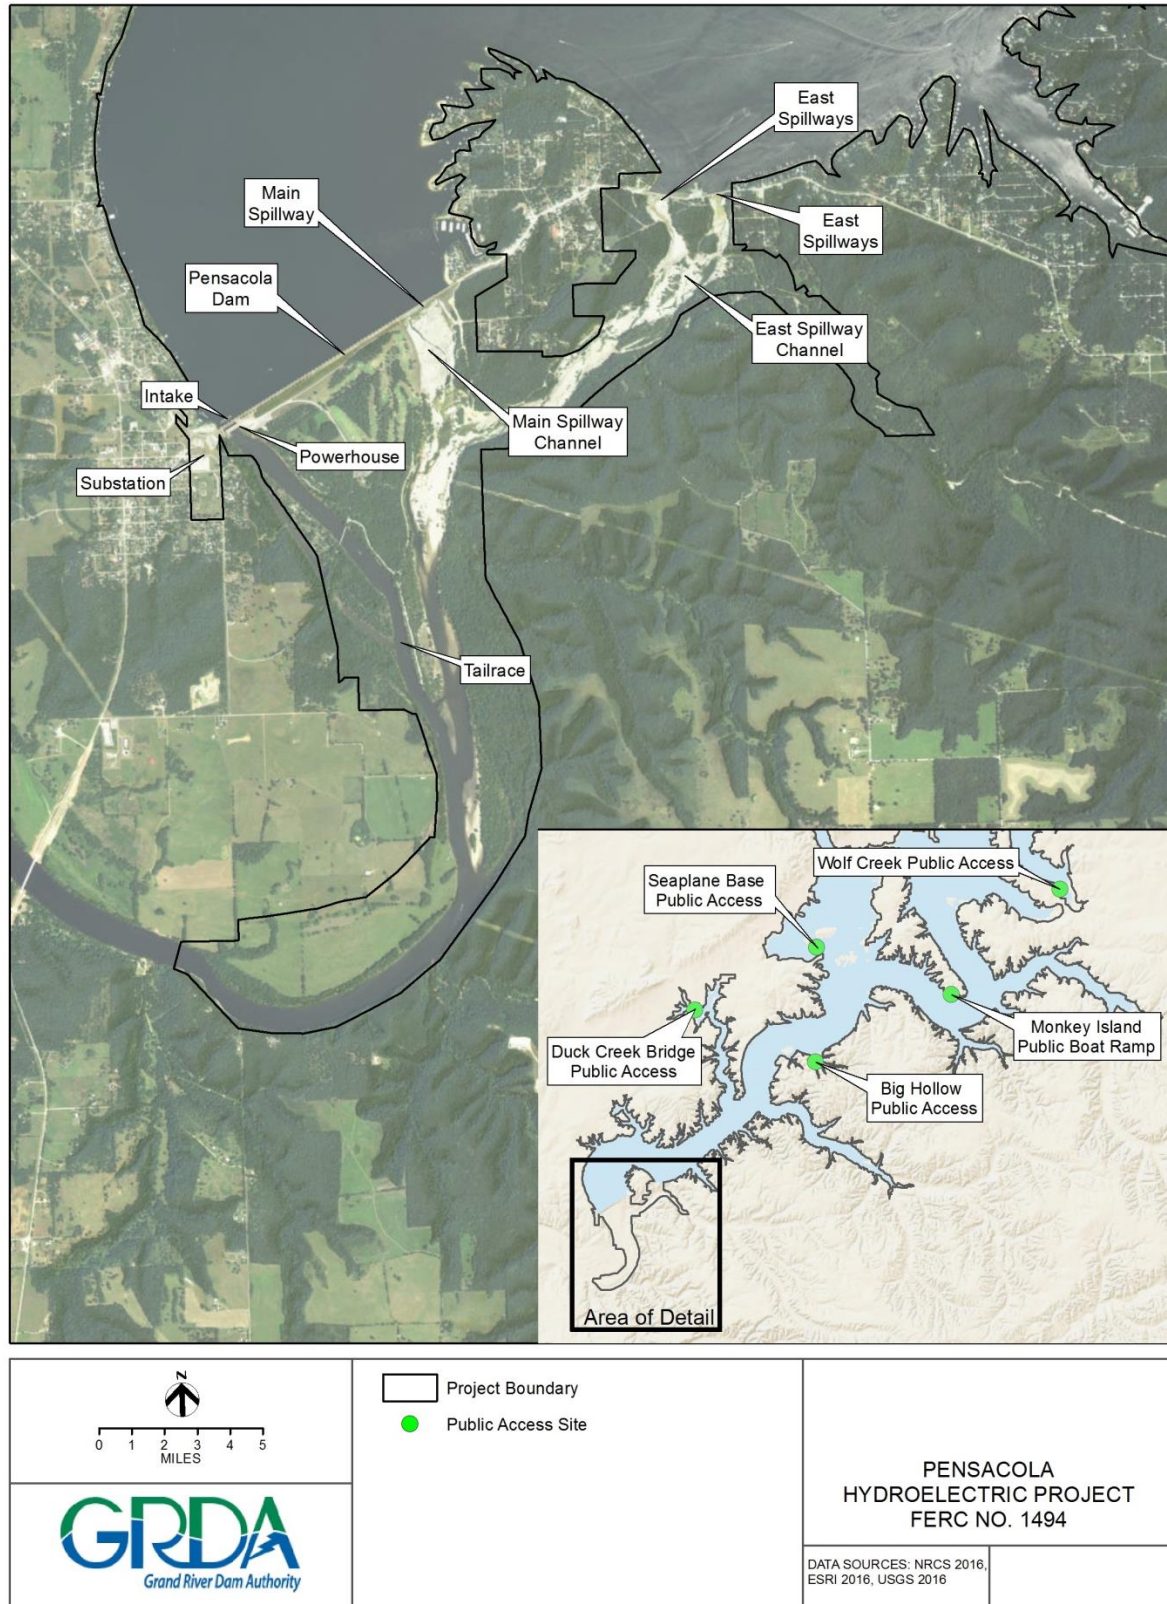 East
Spillways
Main
Spillway
East
Spillways
Pensacola
Dam
East Spillway
Channel
Intake
Main Spillway
Channel
Powerhouse
Substation
Tailrace
Wolf Creek Public Access
Seaplane Base
Public Access
Duck Creek Bridge
Public Access
Monkey Island
Public Boat Ramp
Big Hollow
Public Access
Area of Detail
N
0 1 2 3 4 5
MILES
Project Boundary
Public Access Site
GRDA
Grand River Dam Authority
PENSACOLA
HYDROELECTRIC PROJECT
FERC NO. 1494
DATA SOURCES: NRCS 2016,
ESRI 2016, USGS 2016